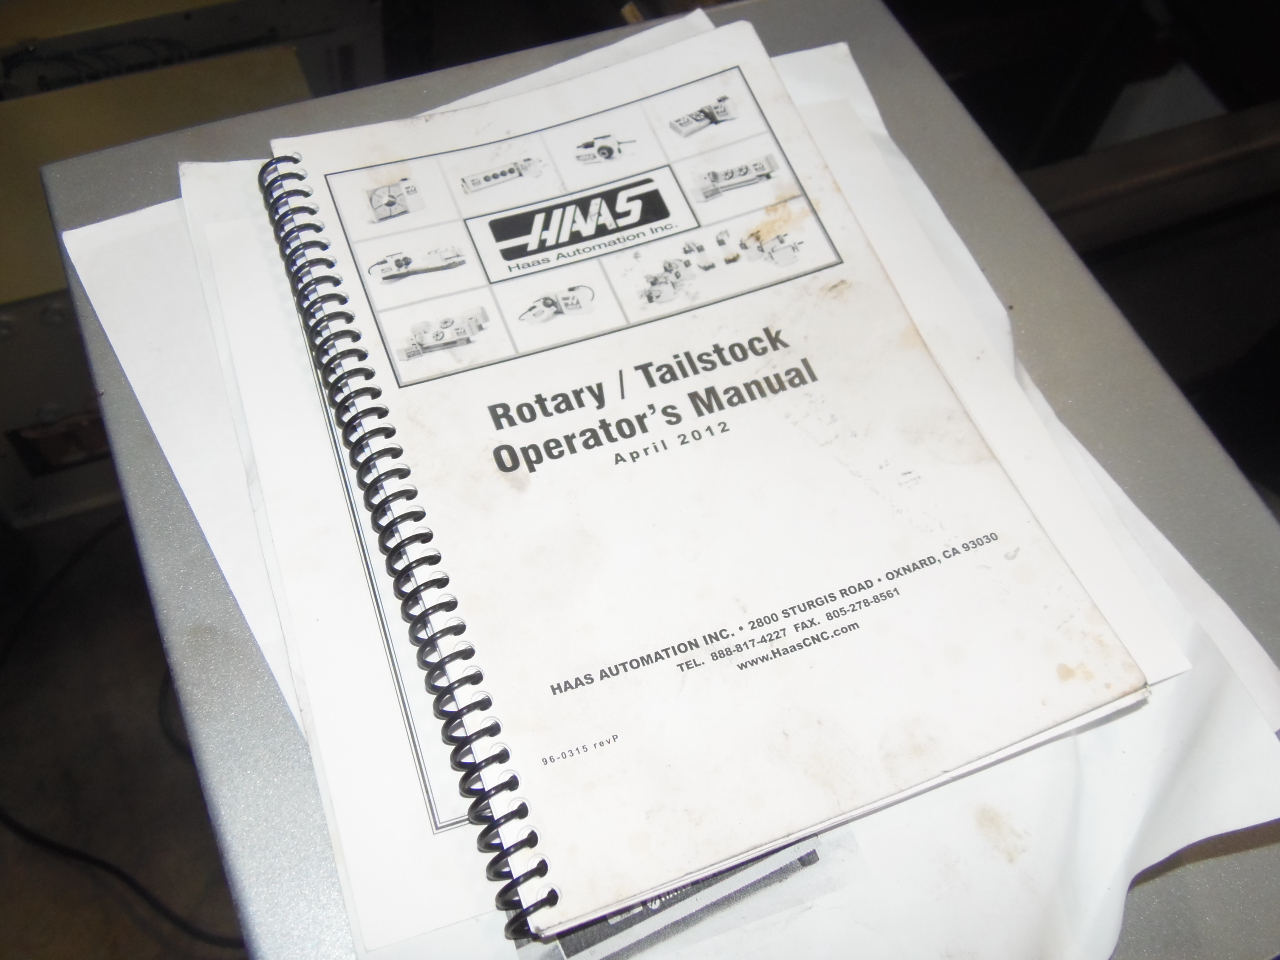 HAAS
Haas Automation Inc.
Rotary / Tailstock
Operator's Manual
April 2012
HAAS AUTOMATION INC. • 2800 STURGIS ROAD • OXNARD, CA 93030
TEL. 888-817-4227 FAX. 805-278-8561
www.HaasCNC.com
96-0315 revP